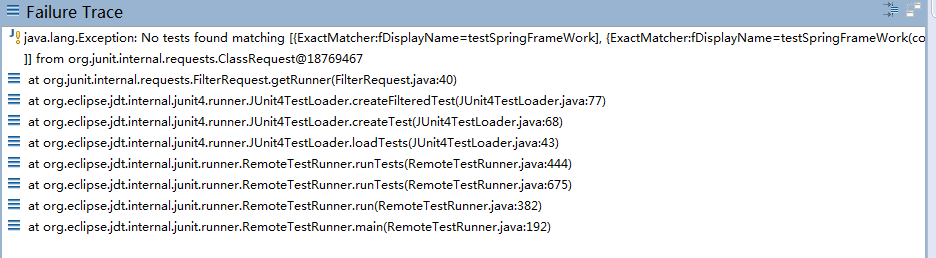 Failure Trace
java.lang.Exception: No tests found matching [{ExactMatcher:fDisplayName=testSpringFrameWork], {ExactMatcher:fDisplayName=testSpringFrameWork(co
]] from org.junit.internal.requests.ClassRequest@18769467
at org.junit.internal.requests.FilterRequest.getRunner(FilterRequest.java:40)
at org.eclipse.jdt.internal.junit4.runner.JUnit4TestLoader.createFilteredTest(JUnit4TestLoader.java:77)
at org.eclipse.jdt.internal.junit4.runner.JUnit4TestLoader.createTest(JUnit4TestLoader.java:68)
at org.eclipse.jdt.internal.junit4.runner.JUnit4TestLoader.loadTests(JUnit4TestLoader.java:43)
at org.eclipse.jdt.internal.junit.runner.RemoteTestRunner.runTests(RemoteTestRunner.java:444)
at org.eclipse.jdt.internal.junit.runner.RemoteTestRunner.runTests(RemoteTestRunner.java:675)
at org.eclipse.jdt.internal.junit.runner.RemoteTestRunner.run(RemoteTestRunner.java:382)
at org.eclipse.jdt.internal.junit.runner.RemoteTestRunner.main(RemoteTestRunner.java:192)